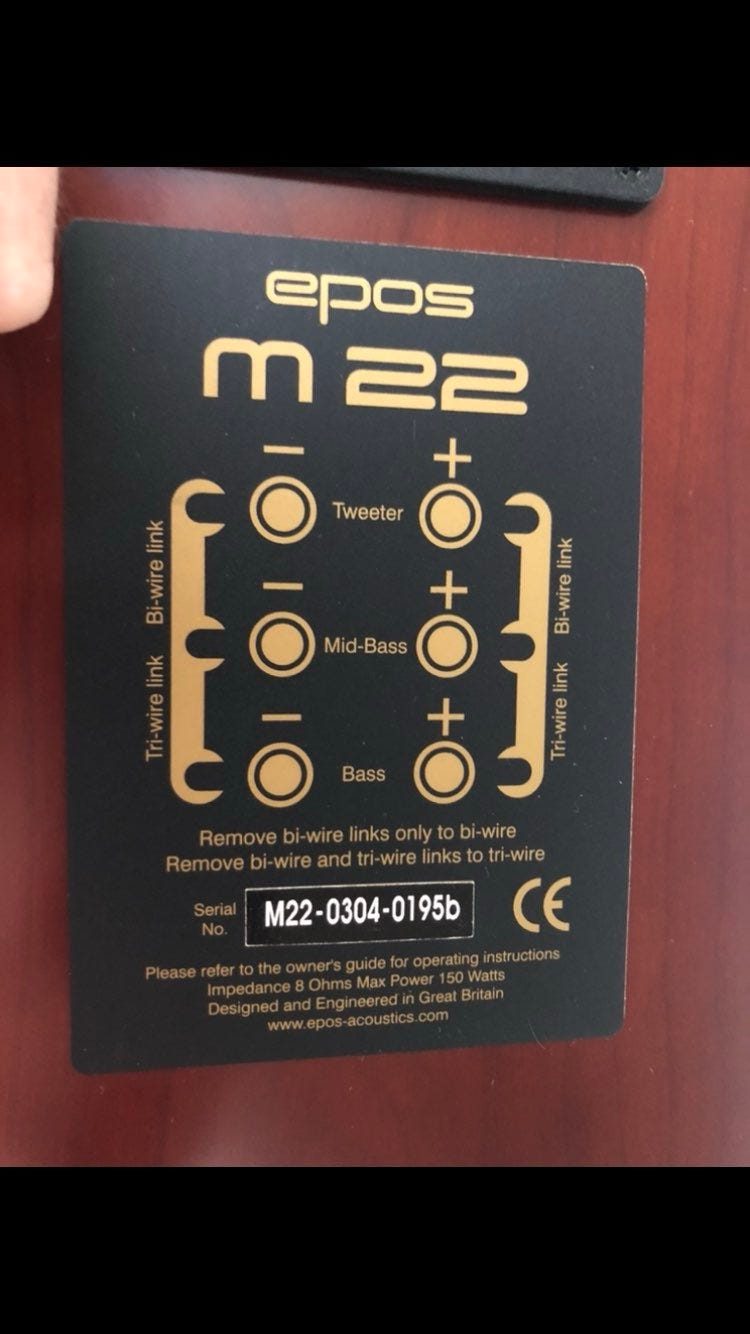 epos
m 22
− +
Tweeter
Bi-wire link
Bi-wire link
− +
Mid-Bass
Tri-wire link
Tri-wire link
− +
Bass
Remove bi-wire links only to bi-wire
Remove bi-wire and tri-wire links to tri-wire
Serial No. M22-0304-0195b CE
Please refer to the owner's guide for operating instructions
Impedance 8 Ohms Max Power 150 Watts
Designed and Engineered in Great Britain
www.epos-acoustics.com